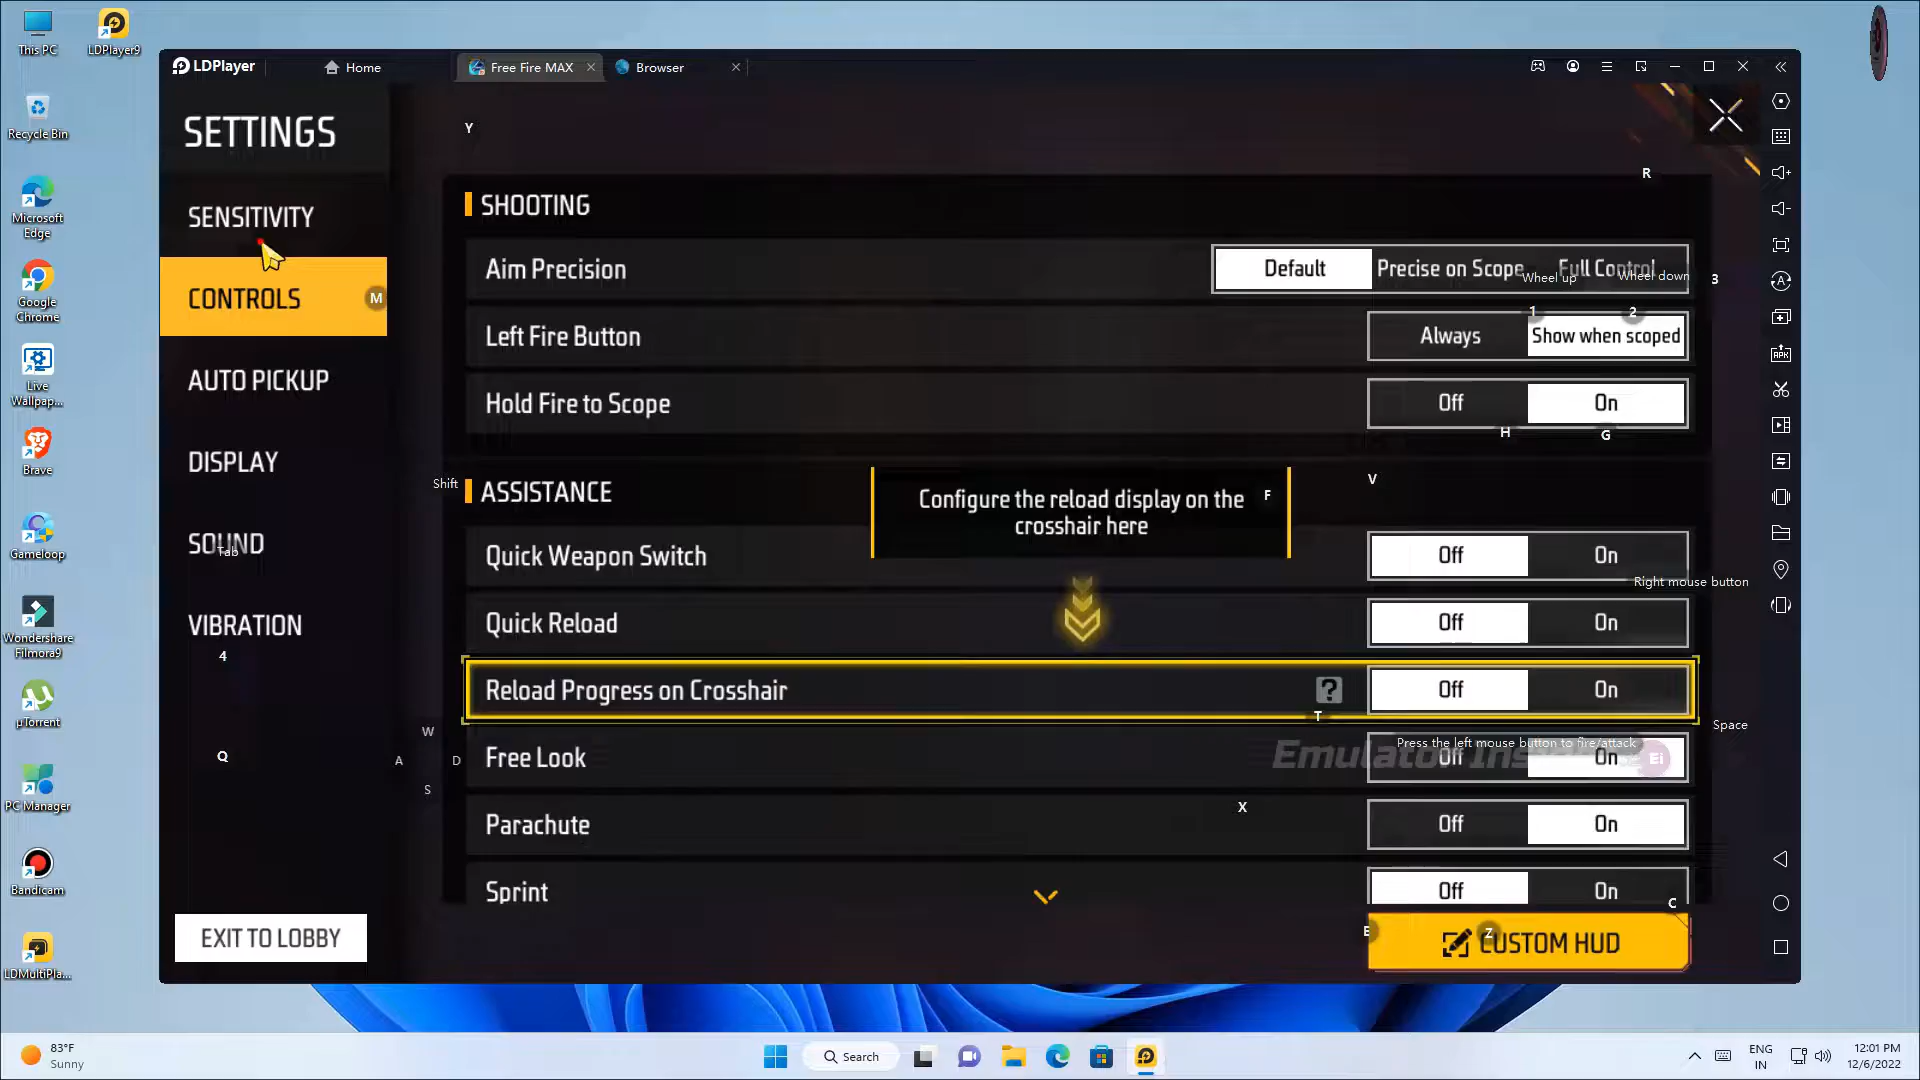 This PC
LDPlayer9
Recycle Bin
Microsoft
Edge
Google
Chrome
Live
Wallpap...
Brave
Gameloop
Wondershare
Filmora9
µTorrent
PC Manager
Bandicam
LDMultiPla...
LDPlayer
Home
Free Fire MAX
Browser
SETTINGS
SENSITIVITY
CONTROLS
M
AUTO PICKUP
DISPLAY
SOUND
Tab
VIBRATION
4
Q
EXIT TO LOBBY
Y
R
SHOOTING
Aim Precision
Default
Precise on Scope
Full Control
Wheel up
Wheel down
3
Left Fire Button
1
2
Always
Show when scoped
Hold Fire to Scope
Off
On
H
G
Shift
ASSISTANCE
Configure the reload display on the
crosshair here
F
V
Quick Weapon Switch
Off
On
Right mouse button
Quick Reload
Off
On
Reload Progress on Crosshair
?
Off
On
T
Space
W
A
D
S
Free Look
Press the left mouse button to fire/attack
Off
On
Ei
X
Parachute
Off
On
Sprint
Off
On
C
E
Z
CUSTOM HUD
APK
83°F
Sunny
Search
ENG
IN
12:01 PM
12/6/2022